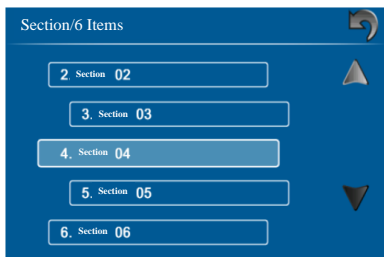 Section/6 Items
2 Section 02
3. Section 03
4. Section 04
5. Section 05
6. Section 06